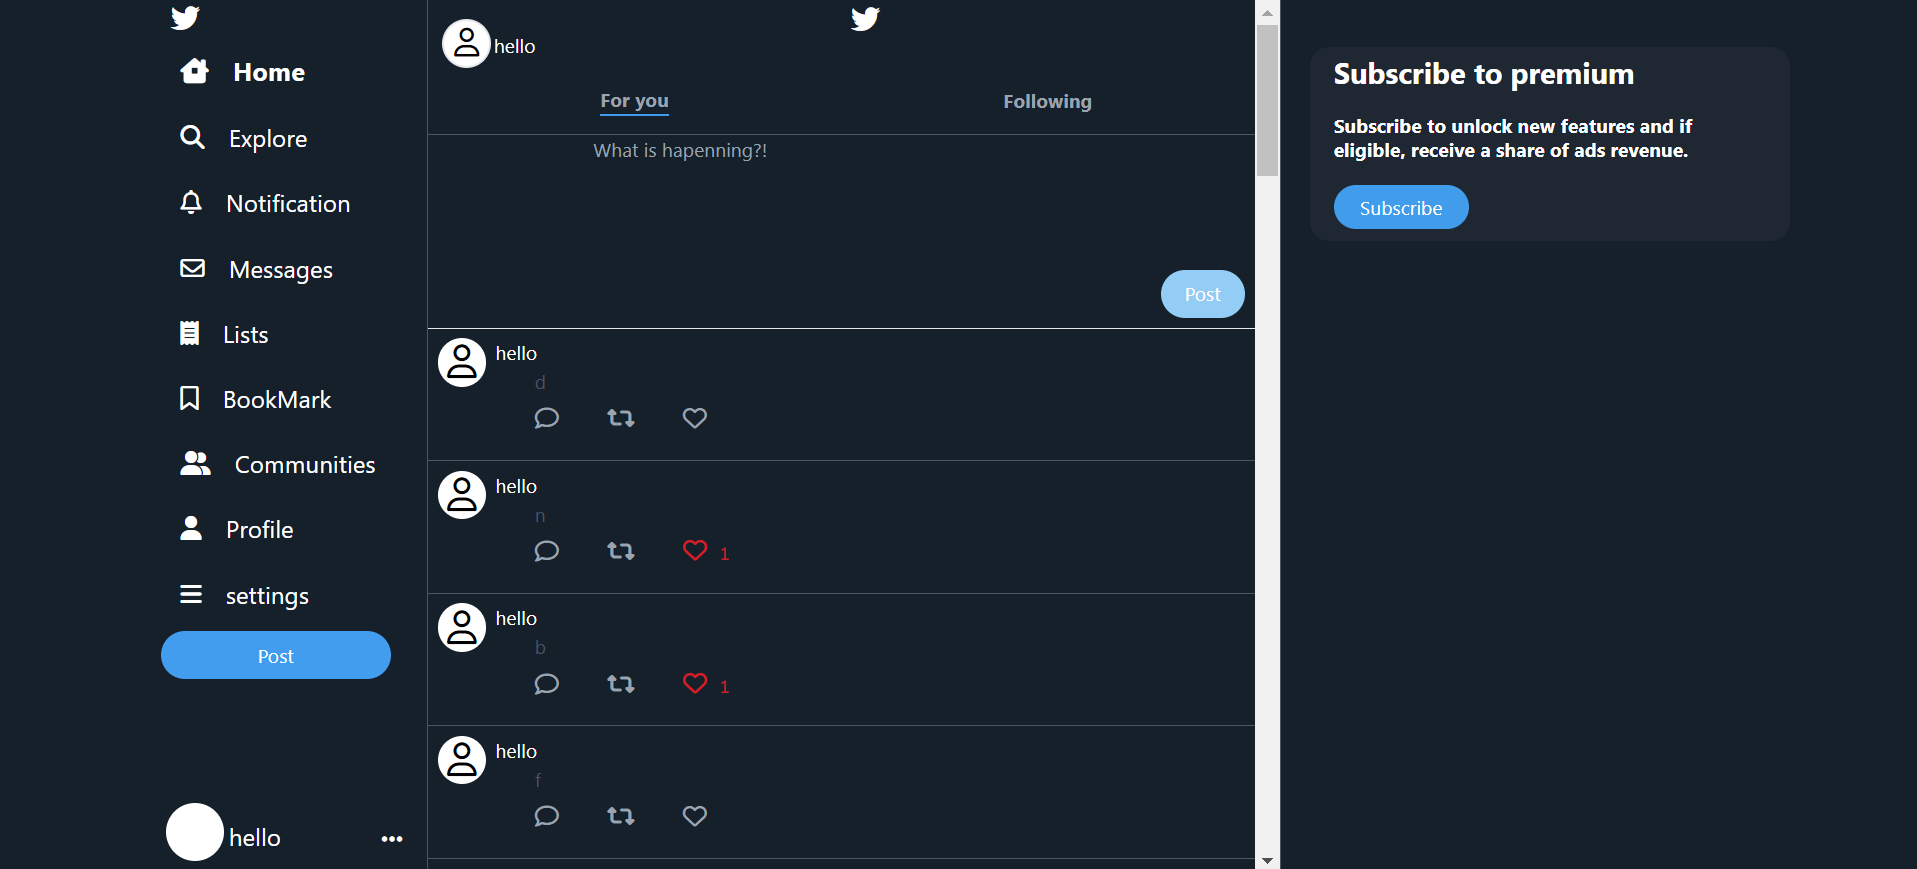 Home
Explore
Notification
Messages
Lists
BookMark
Communities
Profile
settings
Post
hello
hello
For you
Following
What is hapenning?!
Post
hello
d
hello
n
1
hello
b
1
hello
f
Subscribe to premium
Subscribe to unlock new features and if
eligible, receive a share of ads revenue.
Subscribe